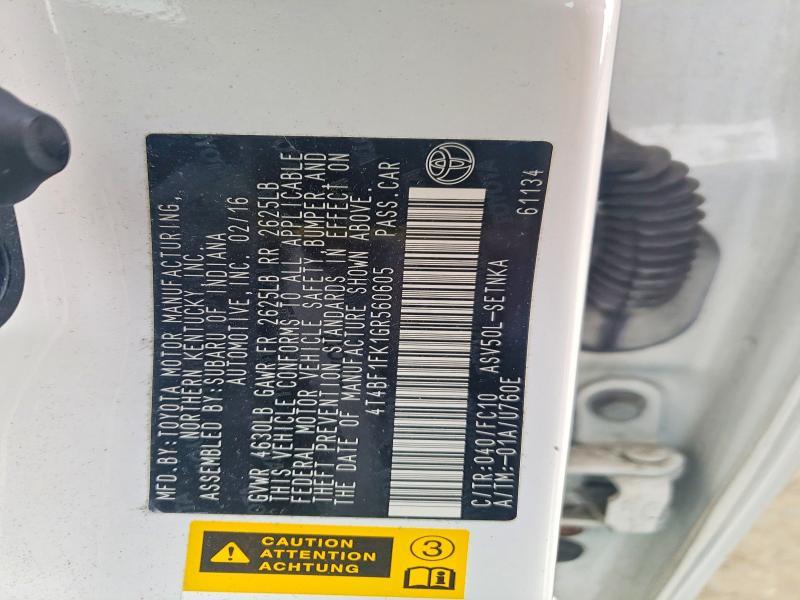 MFD.BY:TOYOTA MOTOR MANUFACTURING,
NORTHERN KENTUCKY INC.
ASSEMBLED BY:SUBARU OF INDIANA
AUTOMOTIVE, INC. 02/16
GVWR 4630LB GAWR FR 2625LB RR 2625LB
THIS VEHICLE CONFORMS TO ALL APPLICABLE
FEDERAL MOTOR VEHICLE SAFETY, BUMPER, AND
THEFT PREVENTION STANDARDS IN EFFECT ON
THE DATE OF MANUFACTURE SHOWN ABOVE.
4T4BF1FK1GR560605 PASS.CAR
C/TR:040/FC10 ASV50L-SETNKA
A/TM:-01A/U760E 61134
CAUTION
ATTENTION
ACHTUNG
3